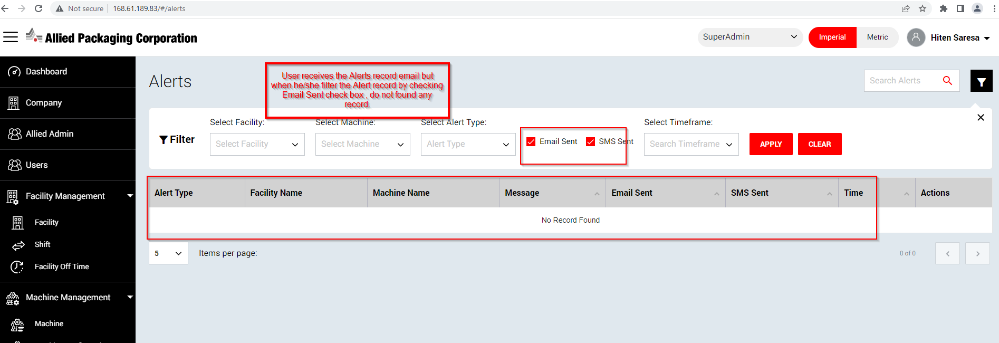 Not secure | 168.61.189.83/#/alerts
Allied Packaging Corporation
SuperAdmin
Imperial
Metric
Hiten Saresa
Dashboard
Company
Allied Admin
Users
Facility Management
Facility
Shift
Facility Off Time
Machine Management
Machine
Alerts
User receives the Alerts record email but
when he/she filter the Alert record by checking
Email Sent check box , do not found any
record.
Search Alerts
Filter
Select Facility:
Select Facility
Select Machine:
Select Machine
Select Alert Type:
Alert Type
Email Sent
SMS Sent
Select Timeframe:
Search Timeframe
APPLY
CLEAR
Alert Type
Facility Name
Machine Name
Message
Email Sent
SMS Sent
Time
Actions
No Record Found
5
Items per page:
0 of 0